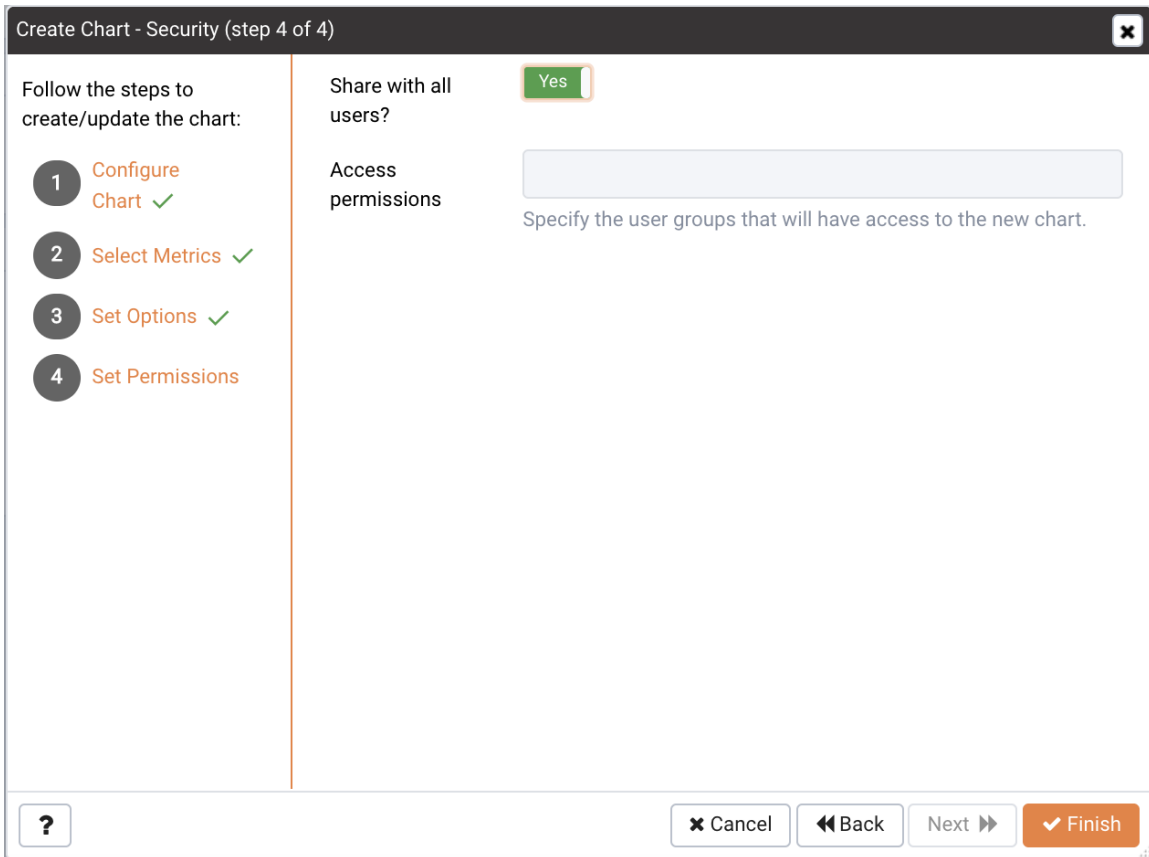 Create Chart - Security (step 4 of 4)
Follow the steps to
create/update the chart:
1
Configure
Chart
2
Select Metrics
3
Set Options
4
Set Permissions
Share with all
users?
Yes
Access
permissions
Specify the user groups that will have access to the new chart.
?
Cancel
Back
Next
Finish